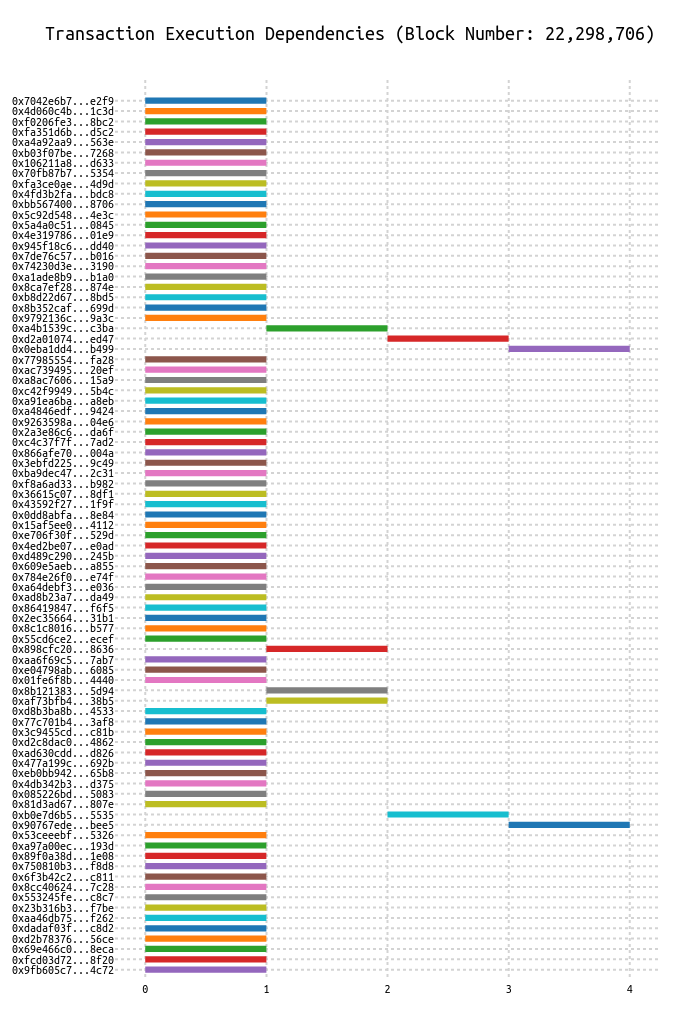 Transaction Execution Dependencies (Block Number: 22,298,706)
0x7042e6b7...e2f9
0x4d060c4b...1c3d
0xf0206fe3...8bc2
0xfa351d6b...d5c2
0xa4a92aa9...563e
0xb03f07be...7268
0x106211a8...d633
0x70fb87b7...5354
0xfa3ce0ae...4d9d
0x4fd3b2fa...bdc8
0xbb567400...8706
0x5c92d548...4e3c
0x5a4a0c51...0845
0x4e319786...01e9
0x945f18c6...dd40
0x7de76c57...b016
0x74230d3e...3190
0xa1ade8b9...b1a0
0x8ca7ef28...874e
0xb8d22d67...8bd5
0x8b352caf...699d
0x9792136c...9a3c
0xa4b1539c...c3ba
0xd2a01074...ed47
0x0eba1dd4...b499
0x77985554...fa28
0xac739495...20ef
0xa8ac7606...15a9
0xc42f9949...5b4c
0xa91ea6ba...a8eb
0xa4846edf...9424
0x9263598a...04e6
0x2a3e86c6...da6f
0xc4c37f7f...7ad2
0x866afe70...004a
0x3ebfd225...9c49
0xba9dec47...2c31
0xf8a6ad33...b982
0x36615c07...8df1
0x43592f27...1f9f
0x0dd8abfa...8e84
0x15af5ee0...4112
0xe706f30f...529d
0x4ed2be07...e0ad
0xd489c290...245b
0x609e5aeb...a855
0x784e26f0...e74f
0xa64debf3...e036
0xad8b23a7...da49
0x86419847...f6f5
0x2ec35664...31b1
0x8c1c8016...b577
0x55cd6ce2...ecef
0x898cfc20...8636
0xaa6f69c5...7ab7
0xe04798ab...6085
0x01fe6f8b...4440
0x8b121383...5d94
0xaf73bfb4...38b5
0xd8b3ba8b...4533
0x77c701b4...3af8
0x3c9455cd...c81b
0xd2c8dac0...4862
0xad630cdd...d826
0x477a199c...692b
0xeb0bb942...65b8
0x4db342b3...d375
0x085226bd...5083
0x81d3ad67...807e
0xb0e7d6b5...5535
0x90767ede...bee5
0x53ceeebf...5326
0xa97a00ec...193d
0x89f0a38d...1e08
0x750810b3...f8d8
0x6f3b42c2...c811
0x8cc40624...7c28
0x553245fe...c8c7
0x23b316b3...f7be
0xaa46db75...f262
0xdadaf03f...c8d2
0xd2b78376...56ce
0x69e466c0...8eca
0xfcd03d72...8f20
0x9fb605c7...4c72
0 1 2 3 4